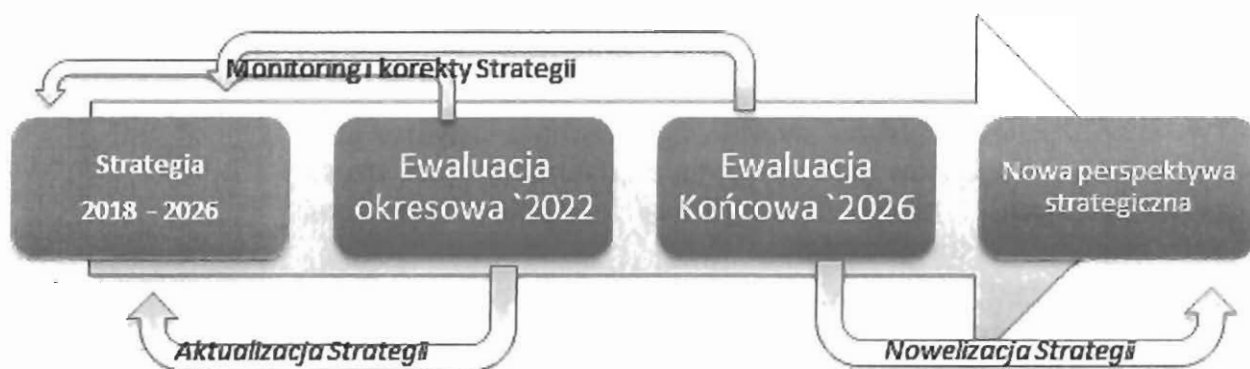 Monitoring i korekty Strategii
Strategia
2018 – 2026
Ewaluacja
okresowa `2022
Ewaluacja
Końcowa `2026
Nowa perspektywa
strategiczna
Aktualizacja Strategii
Nowelizacja Strategii